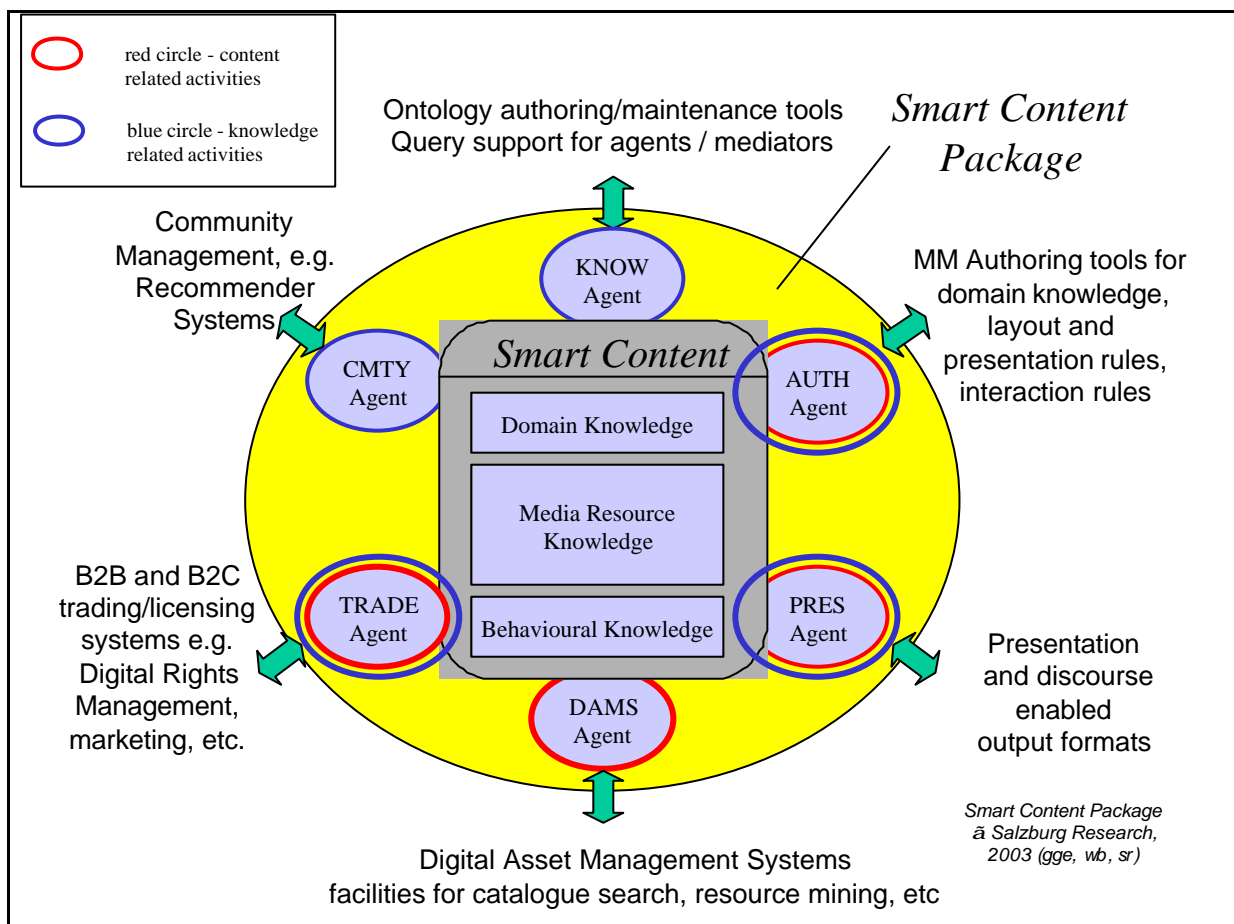 red circle - content
related activities
blue circle - knowledge
related activities
Ontology authoring/maintenance tools
Query support for agents / mediators
Smart Content
Package
Community
Management, e.g.
Recommender
Systems
KNOW
Agent
MM Authoring tools for
domain knowledge,
layout and
presentation rules,
interaction rules
CMTY
Agent
Smart Content
AUTH
Agent
Domain Knowledge
Media Resource
Knowledge
Behavioural Knowledge
B2B and B2C
trading/licensing
systems e.g.
Digital Rights
Management,
marketing, etc.
TRADE
Agent
PRES
Agent
Presentation
and discourse
enabled
output formats
DAMS
Agent
Smart Content Package
ã Salzburg Research,
2003 (gge, wb, sr)
Digital Asset Management Systems
facilities for catalogue search, resource mining, etc